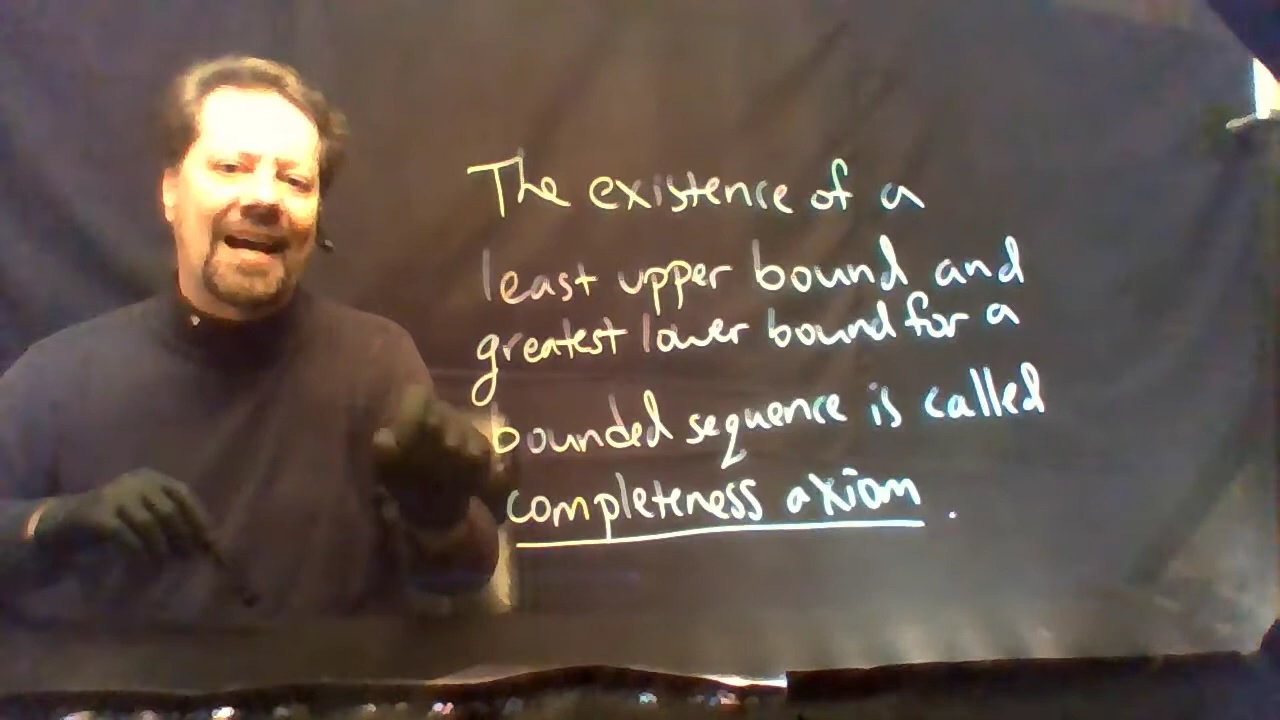 The existence of a
least upper bound and
greatest lower bound for a
bounded sequence is called
completeness axiom.